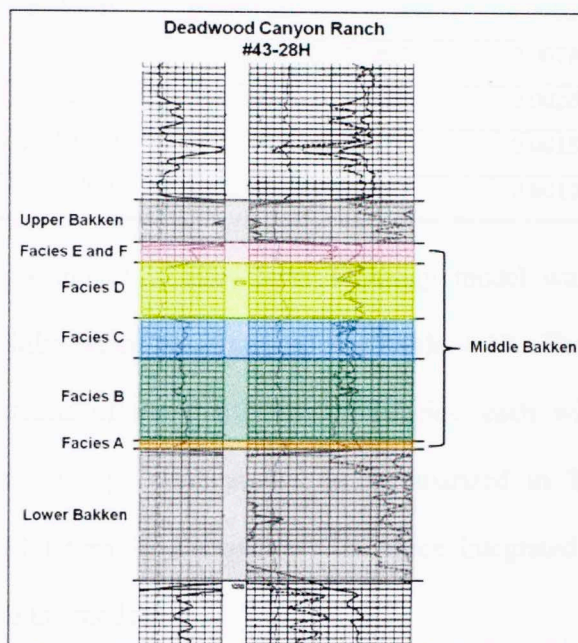 Deadwood Canyon Ranch
#43-28H
Upper Bakken
Facies E and F
Facies D
Facies C
Middle Bakken
Facies B
Facies A
Lower Bakken